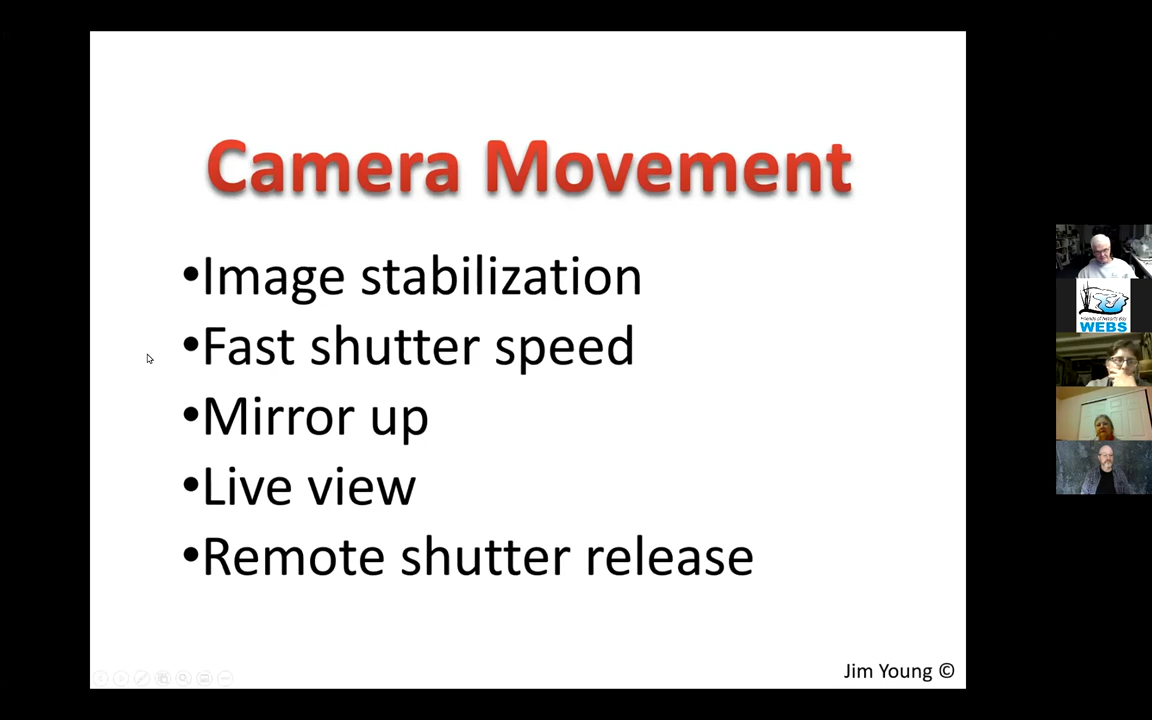 Camera Movement
•Image stabilization
•Fast shutter speed
•Mirror up
•Live view
•Remote shutter release
Jim Young ©
WEBS